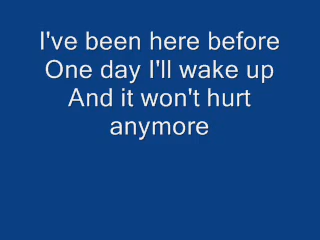 I've been here before
One day I'll wake up
And it won't hurt
anymore